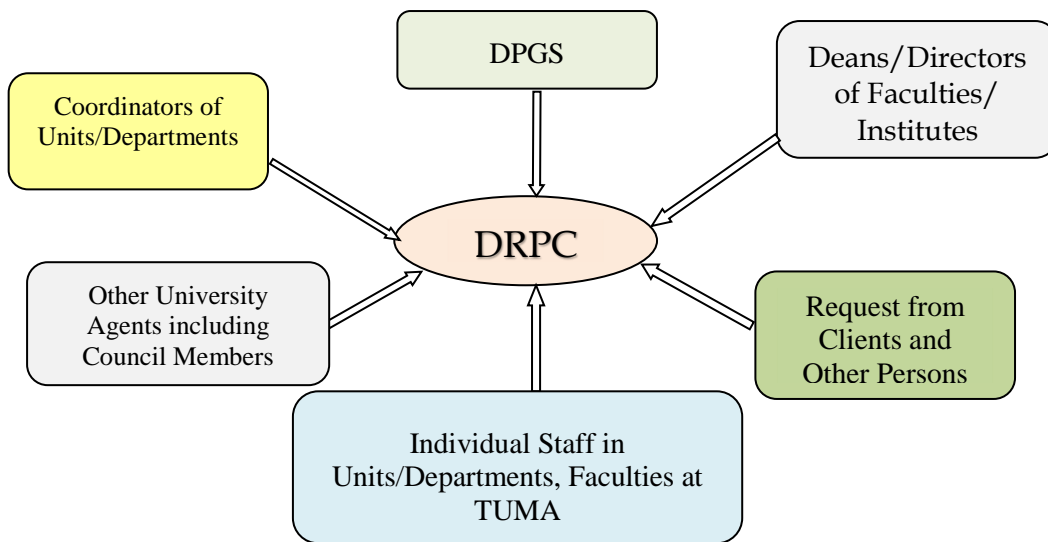 DPGS
Deans/Directors
of Faculties/
Institutes
Coordinators of
Units/Departments
DRPC
Other University
Agents including
Council Members
Request from
Clients and
Other Persons
Individual Staff in
Units/Departments, Faculties at
TUMA